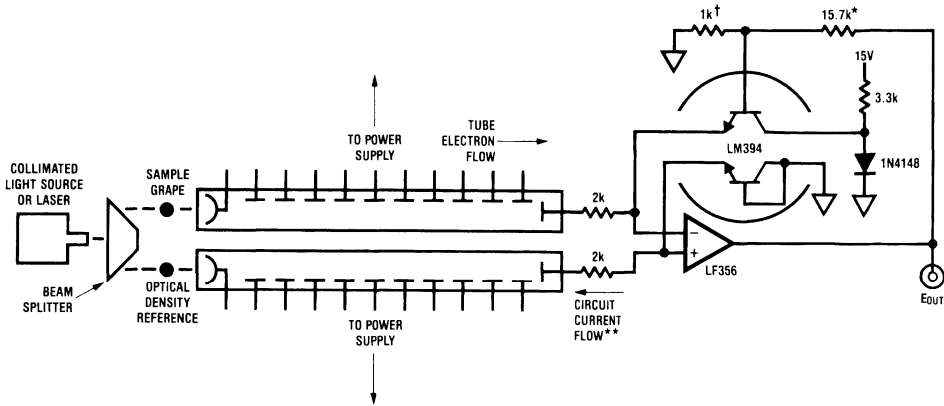 1k†
15.7k*
15V
3.3k
TO POWER
SUPPLY
TUBE
ELECTRON
FLOW
LM394
1N4148
COLLIMATED
LIGHT SOURCE
OR LASER
SAMPLE
GRAPE
2k
−
+
LF356
2k
BEAM
SPLITTER
OPTICAL
DENSITY
REFERENCE
TO POWER
SUPPLY
CIRCUIT
CURRENT
FLOW**
EOUT